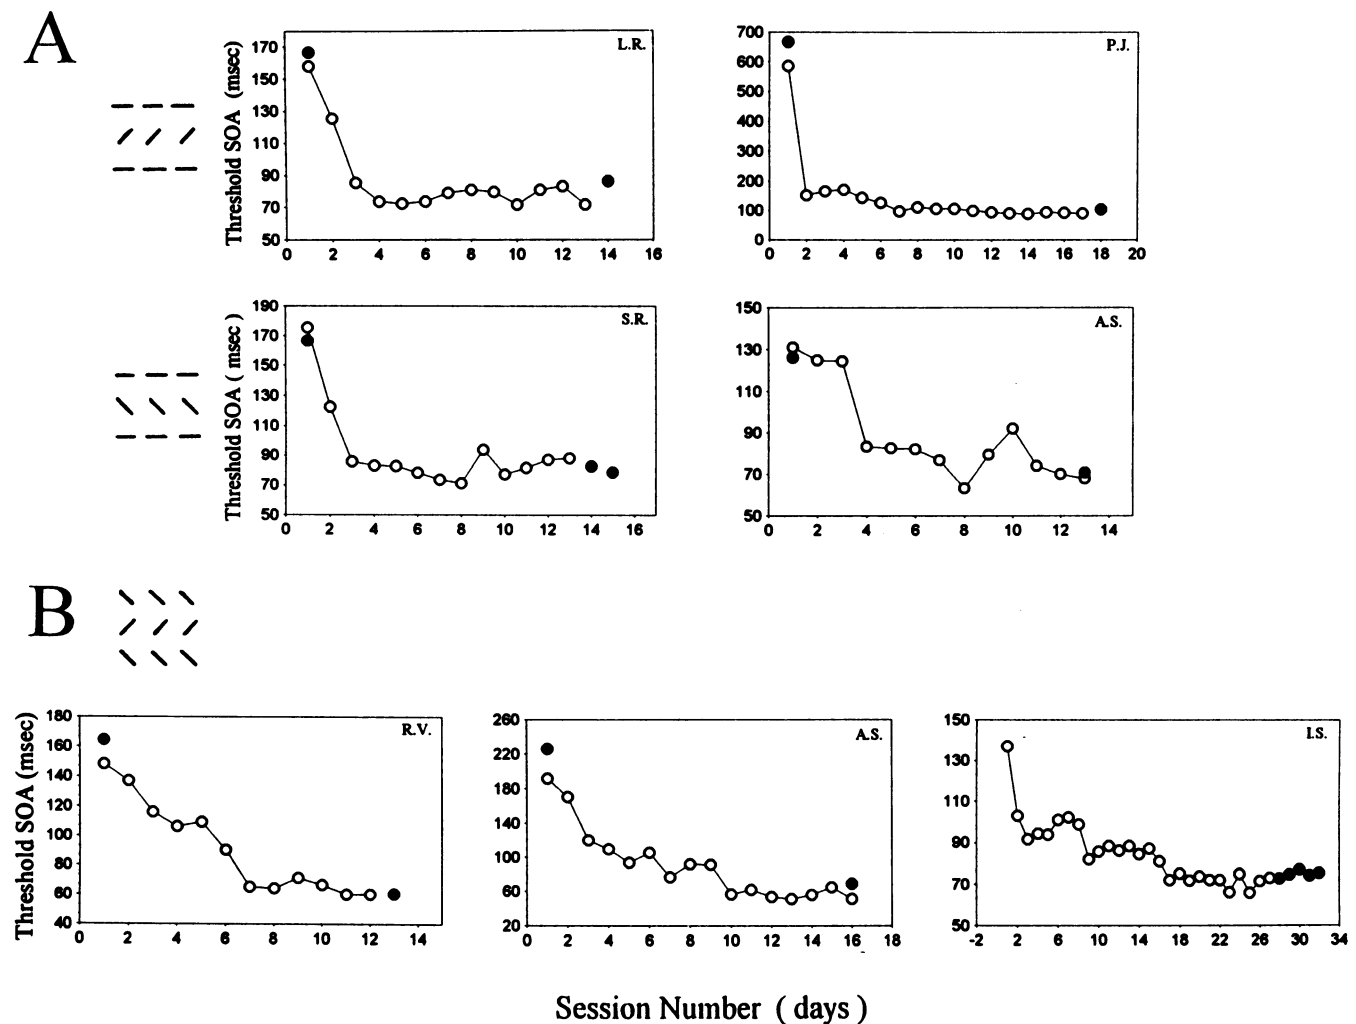 A
Threshold SOA (msec)
L.R.
170
150
130
110
90
70
50
0 2 4 6 8 10 12 14 16
P.J.
700
600
500
400
300
200
100
0
0 2 4 6 8 10 12 14 16 18 20
Threshold SOA ( msec )
S.R.
190
170
150
130
110
90
70
50
0 2 4 6 8 10 12 14 16
A.S.
150
130
110
90
70
50
0 2 4 6 8 10 12 14
B
Threshold SOA (msec)
R.V.
180
160
140
120
100
80
60
40
0 2 4 6 8 10 12 14
A.S.
260
220
180
140
100
60
20
0 2 4 6 8 10 12 14 16 18
I.S.
150
130
110
90
70
50
-2 2 6 10 14 18 22 26 30 34
Session Number ( days )